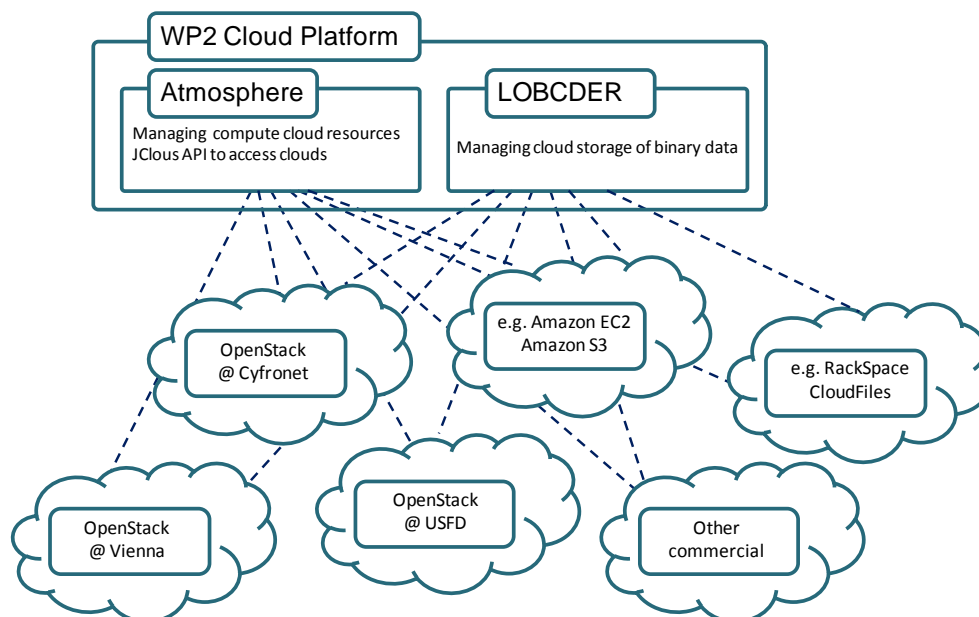 WP2 Cloud Platform
Atmosphere
Managing compute cloud resources
JClous API to access clouds
LOBCDER
Managing cloud storage of binary data
OpenStack
@ Cyfronet
e.g. Amazon EC2
Amazon S3
e.g. RackSpace
CloudFiles
OpenStack
@ Vienna
OpenStack
@ USFD
Other
commercial